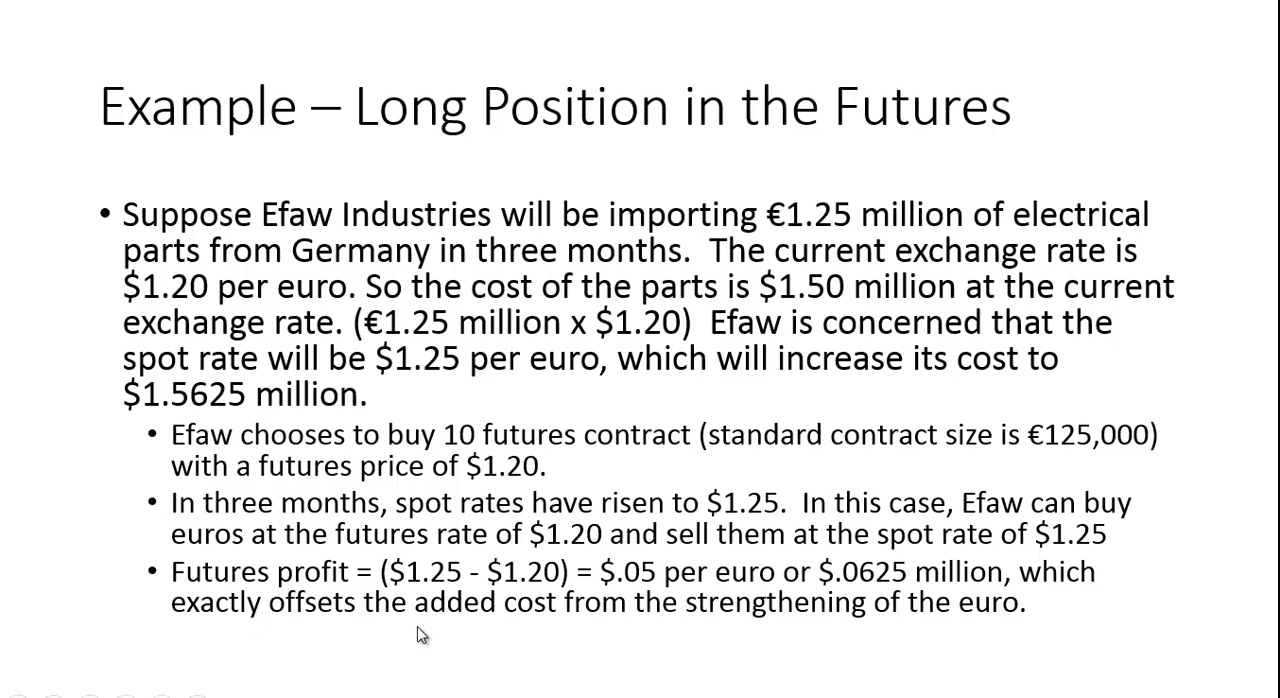 Example – Long Position in the Futures
• Suppose Efaw Industries will be importing €1.25 million of electrical
parts from Germany in three months.  The current exchange rate is
$1.20 per euro. So the cost of the parts is $1.50 million at the current
exchange rate. (€1.25 million x $1.20)  Efaw is concerned that the
spot rate will be $1.25 per euro, which will increase its cost to
$1.5625 million.
• Efaw chooses to buy 10 futures contract (standard contract size is €125,000)
with a futures price of $1.20.
• In three months, spot rates have risen to $1.25.  In this case, Efaw can buy
euros at the futures rate of $1.20 and sell them at the spot rate of $1.25
• Futures profit = ($1.25 - $1.20) = $.05 per euro or $.0625 million, which
exactly offsets the added cost from the strengthening of the euro.